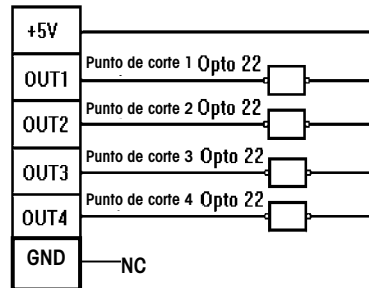 +5V
OUT1 Punto de corte 1 Opto 22
OUT2 Punto de corte 2 Opto 22
OUT3 Punto de corte 3 Opto 22
OUT4 Punto de corte 4 Opto 22
GND NC